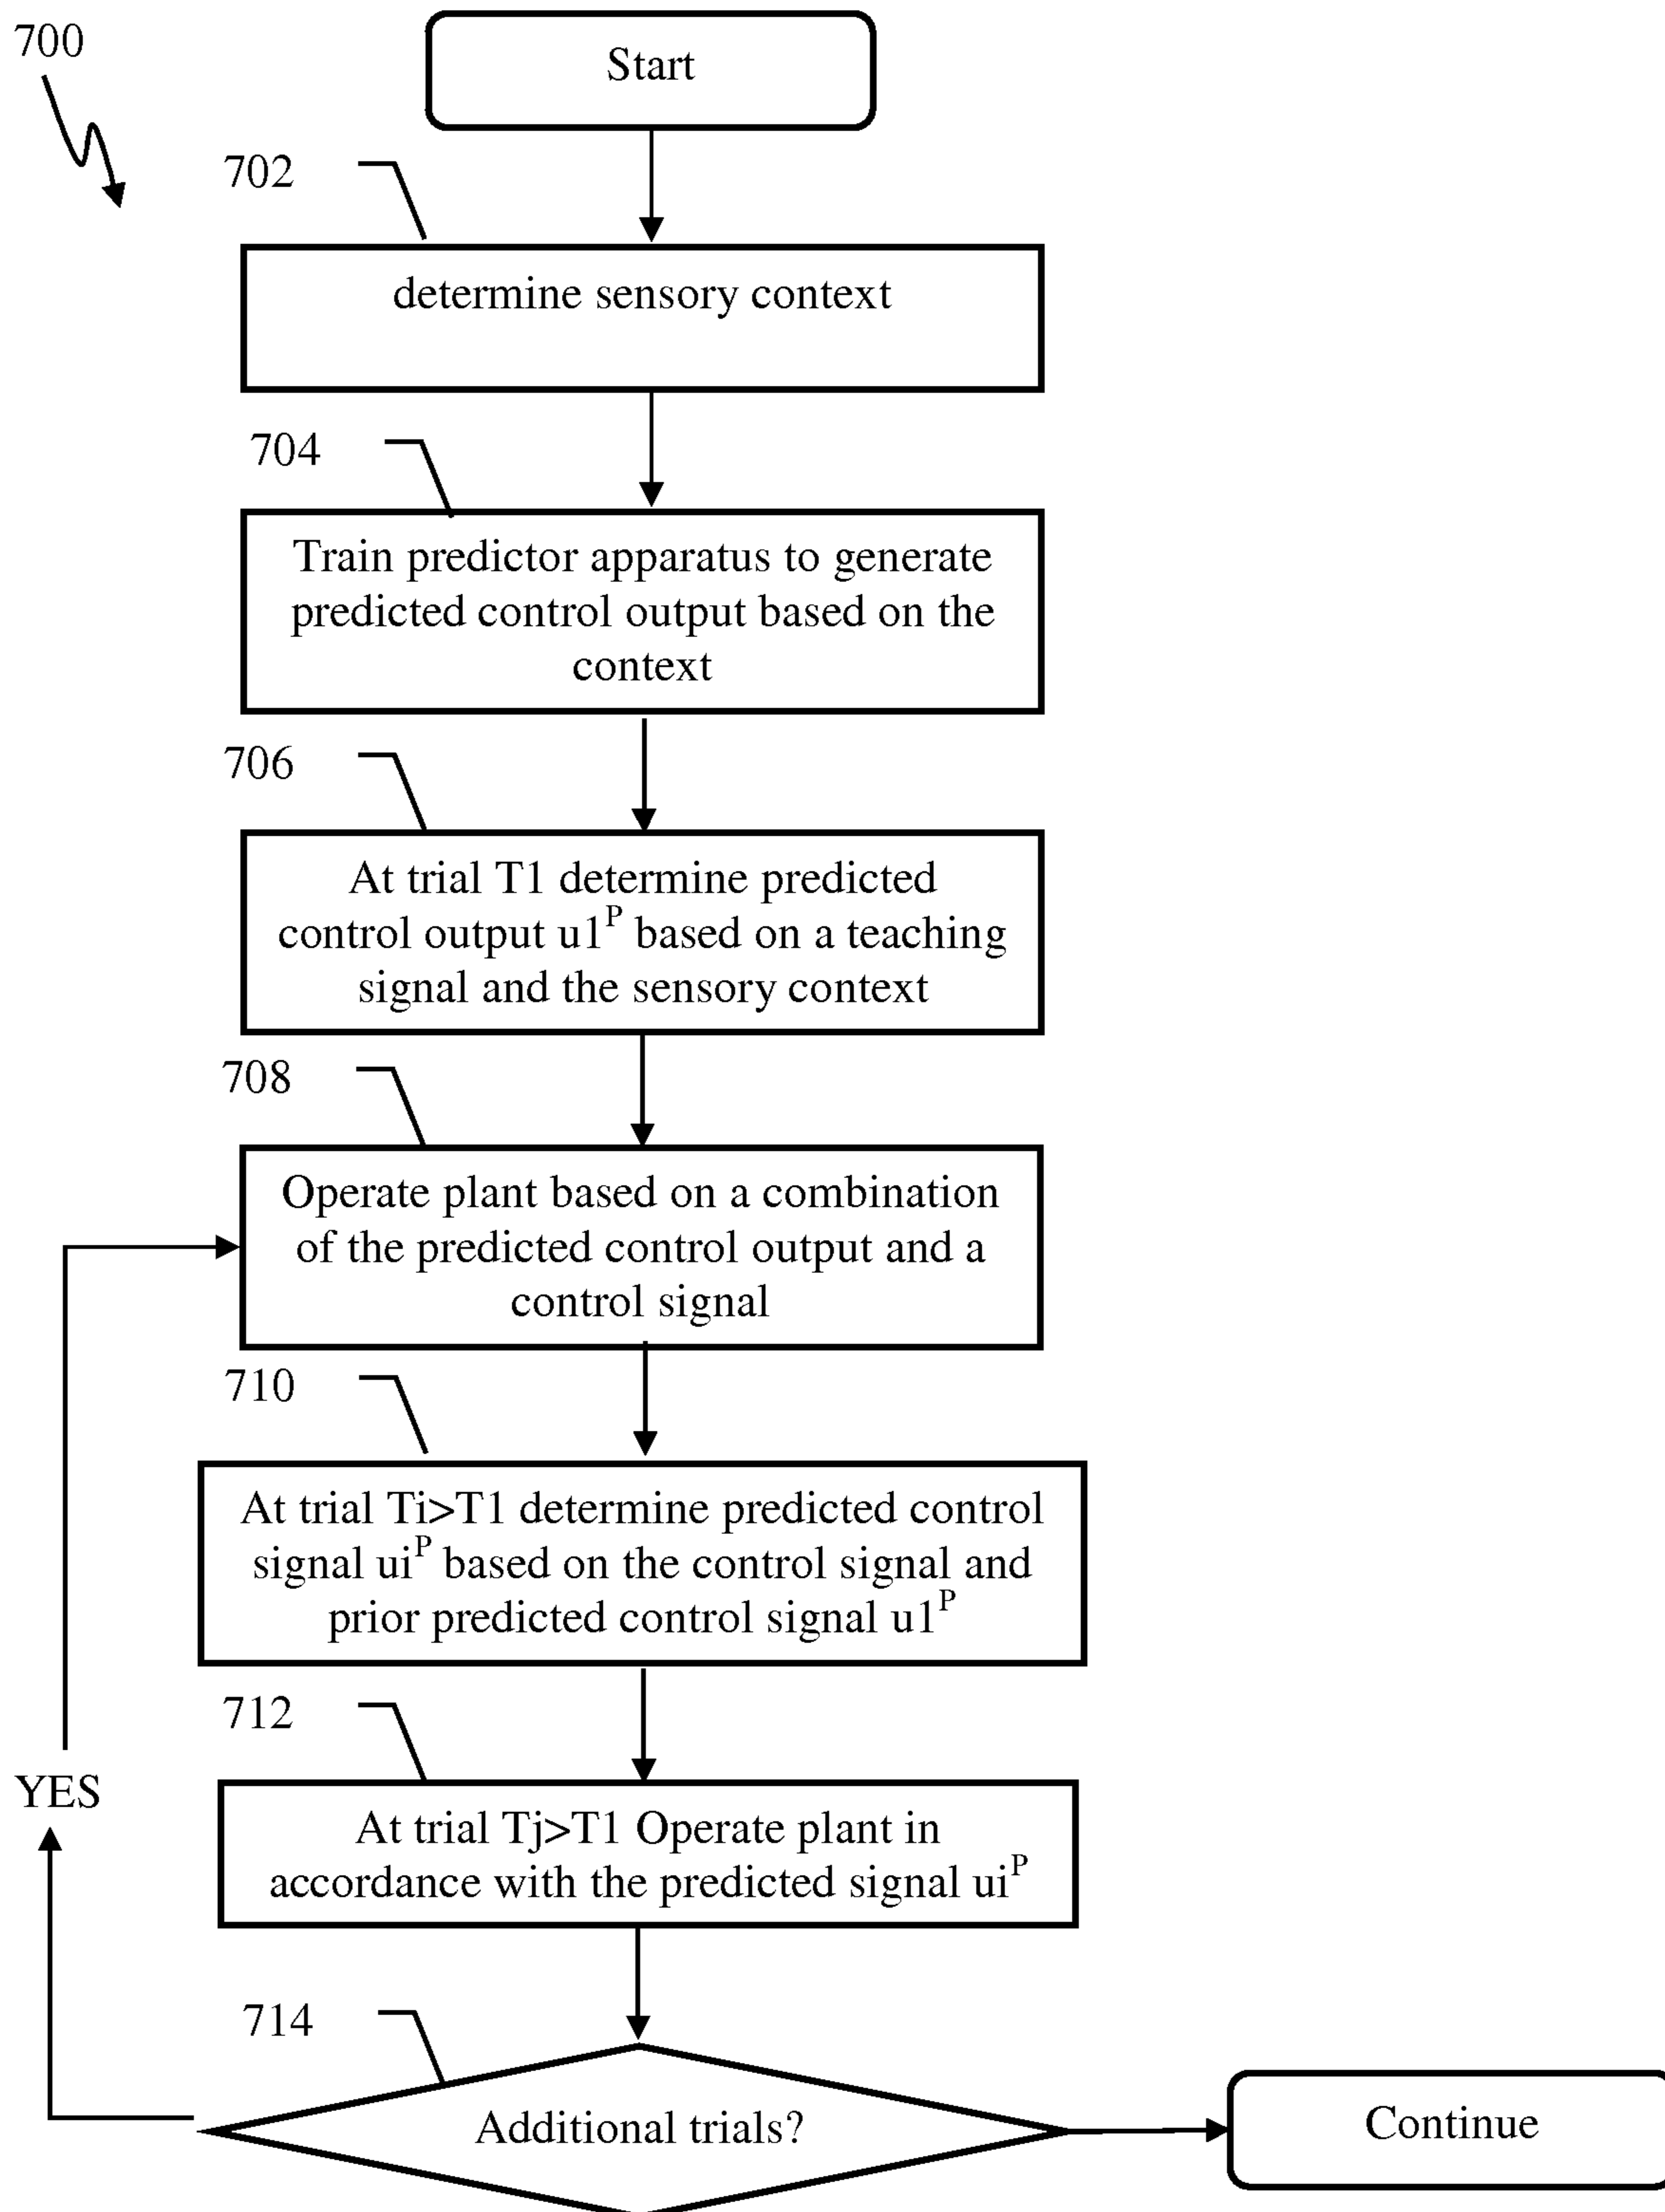 700
Start
702
determine sensory context
704
Train predictor apparatus to generate
predicted control output based on the
context
706
At trial T1 determine predicted
control output u1^P based on a teaching
signal and the sensory context
708
Operate plant based on a combination
of the predicted control output and a
control signal
710
At trial Ti>T1 determine predicted control
signal ui^P based on the control signal and
prior predicted control signal u1^P
712
YES
At trial Tj>T1 Operate plant in
accordance with the predicted signal ui^P
714
Additional trials?
Continue